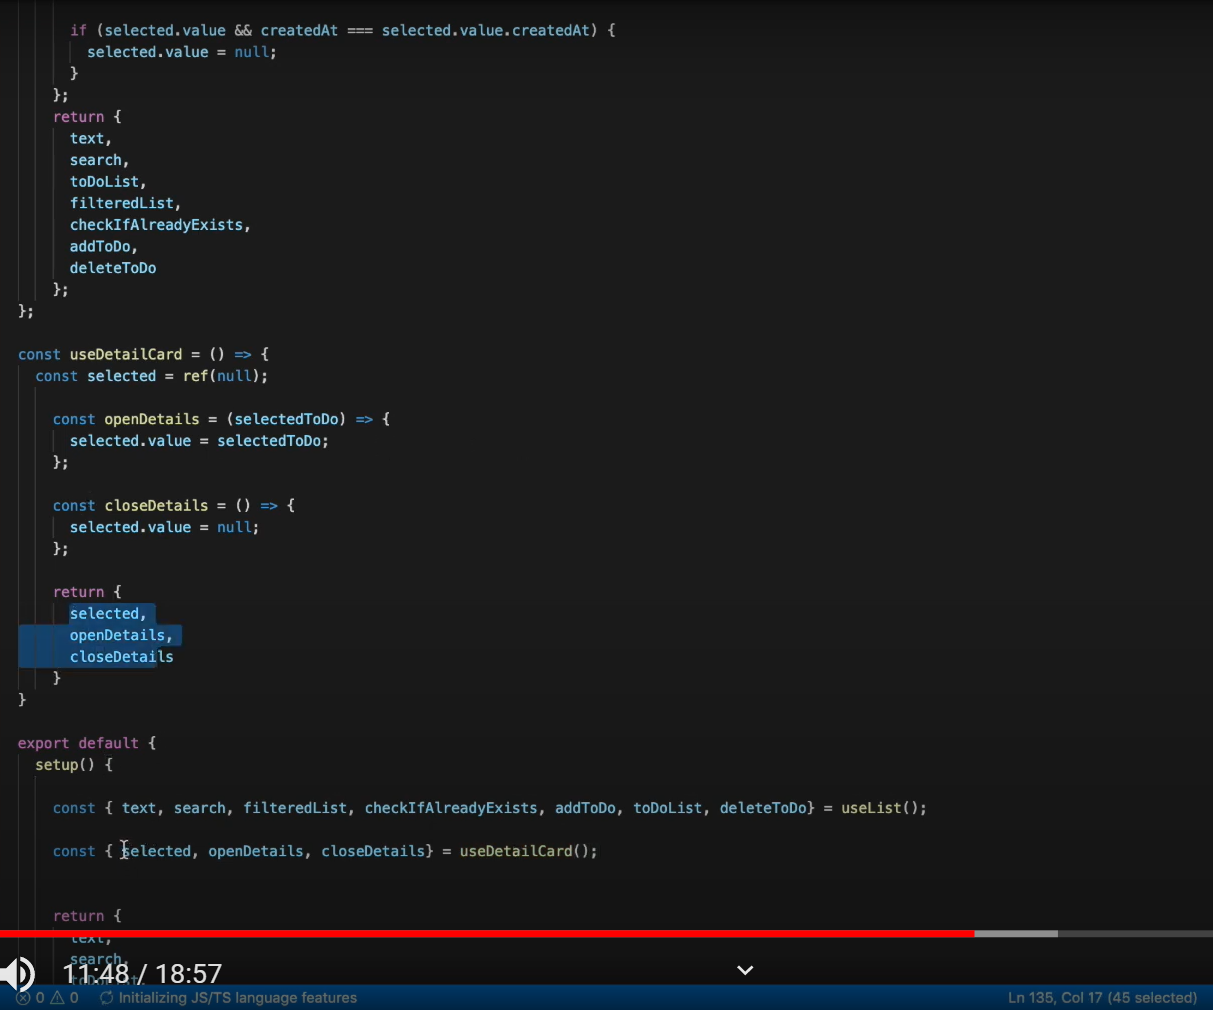 if (selected.value && createdAt === selected.value.createdAt) {
selected.value = null;
}
};
return {
text,
search,
toDoList,
filteredList,
checkIfAlreadyExists,
addToDo,
deleteToDo
};
};
const useDetailCard = () => {
const selected = ref(null);
const openDetails = (selectedToDo) => {
selected.value = selectedToDo;
};
const closeDetails = () => {
selected.value = null;
};
return {
selected,
openDetails,
closeDetails
}
}
export default {
setup() {
const { text, search, filteredList, checkIfAlreadyExists, addToDo, toDoList, deleteToDo} = useList();
const { selected, openDetails, closeDetails} = useDetailCard();
return {
text,
search,
toDoList,
11:48 / 18:57
0 0 Initializing JS/TS language features Ln 135, Col 17 (45 selected)